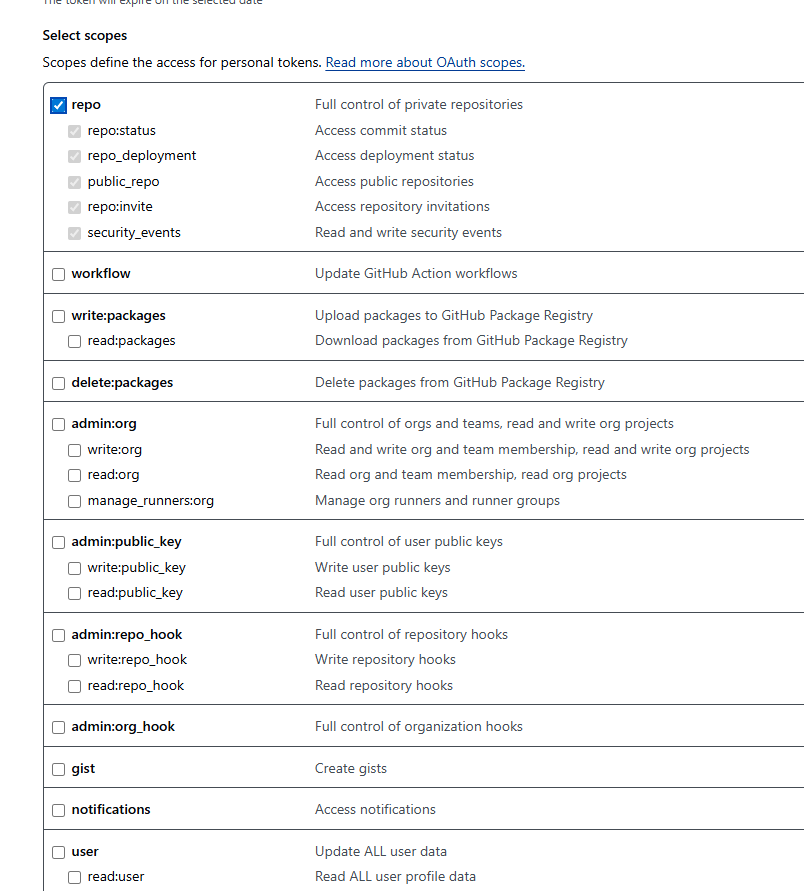 The token will expire on the selected date
Select scopes
Scopes define the access for personal tokens. Read more about OAuth scopes.
repo Full control of private repositories
repo:status Access commit status
repo_deployment Access deployment status
public_repo Access public repositories
repo:invite Access repository invitations
security_events Read and write security events
workflow Update GitHub Action workflows
write:packages Upload packages to GitHub Package Registry
read:packages Download packages from GitHub Package Registry
delete:packages Delete packages from GitHub Package Registry
admin:org Full control of orgs and teams, read and write org projects
write:org Read and write org and team membership, read and write org projects
read:org Read org and team membership, read org projects
manage_runners:org Manage org runners and runner groups
admin:public_key Full control of user public keys
write:public_key Write user public keys
read:public_key Read user public keys
admin:repo_hook Full control of repository hooks
write:repo_hook Write repository hooks
read:repo_hook Read repository hooks
admin:org_hook Full control of organization hooks
gist Create gists
notifications Access notifications
user Update ALL user data
read:user Read ALL user profile data